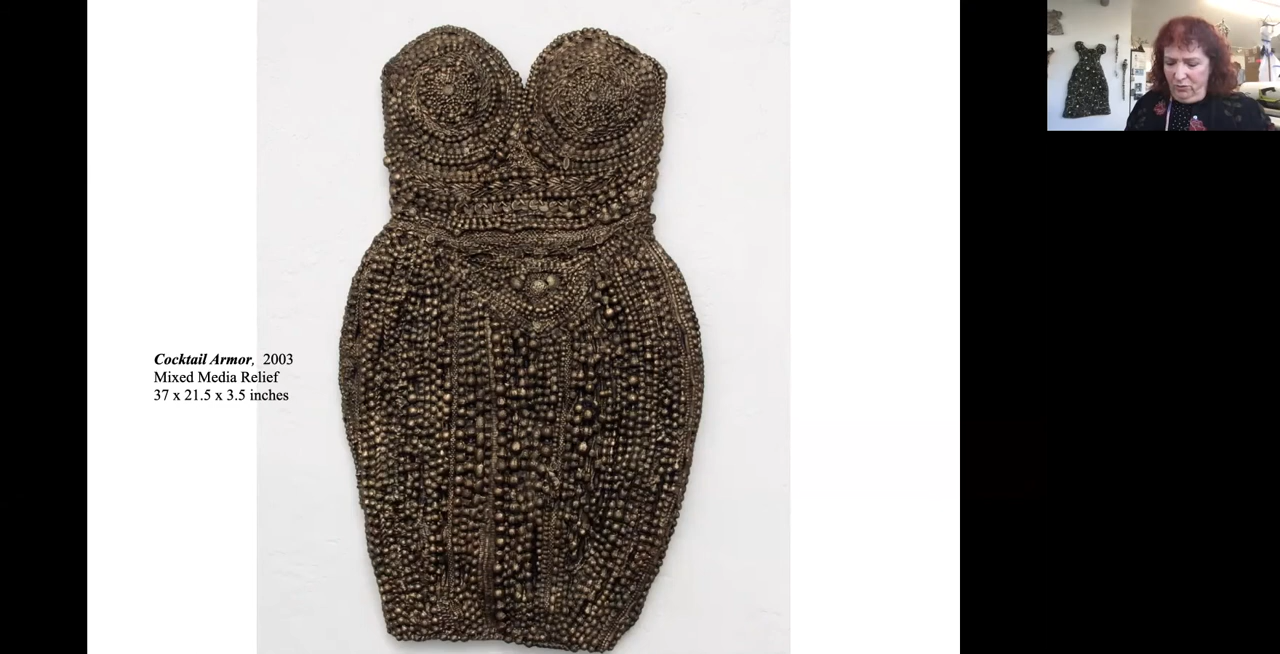 Cocktail Armor,  2003
Mixed Media Relief
37 x 21.5 x 3.5 inches